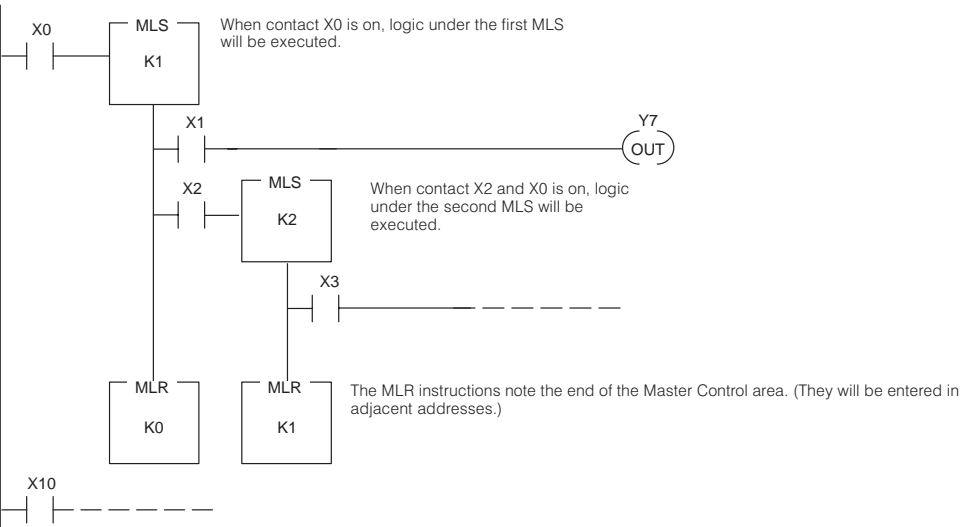 X0
MLS
K1
When contact X0 is on, logic under the first MLS
will be executed.
X1
Y7
OUT
X2
MLS
K2
When contact X2 and X0 is on, logic
under the second MLS will be
executed.
X3
MLR
K0
MLR
K1
The MLR instructions note the end of the Master Control area. (They will be entered in
adjacent addresses.)
X10